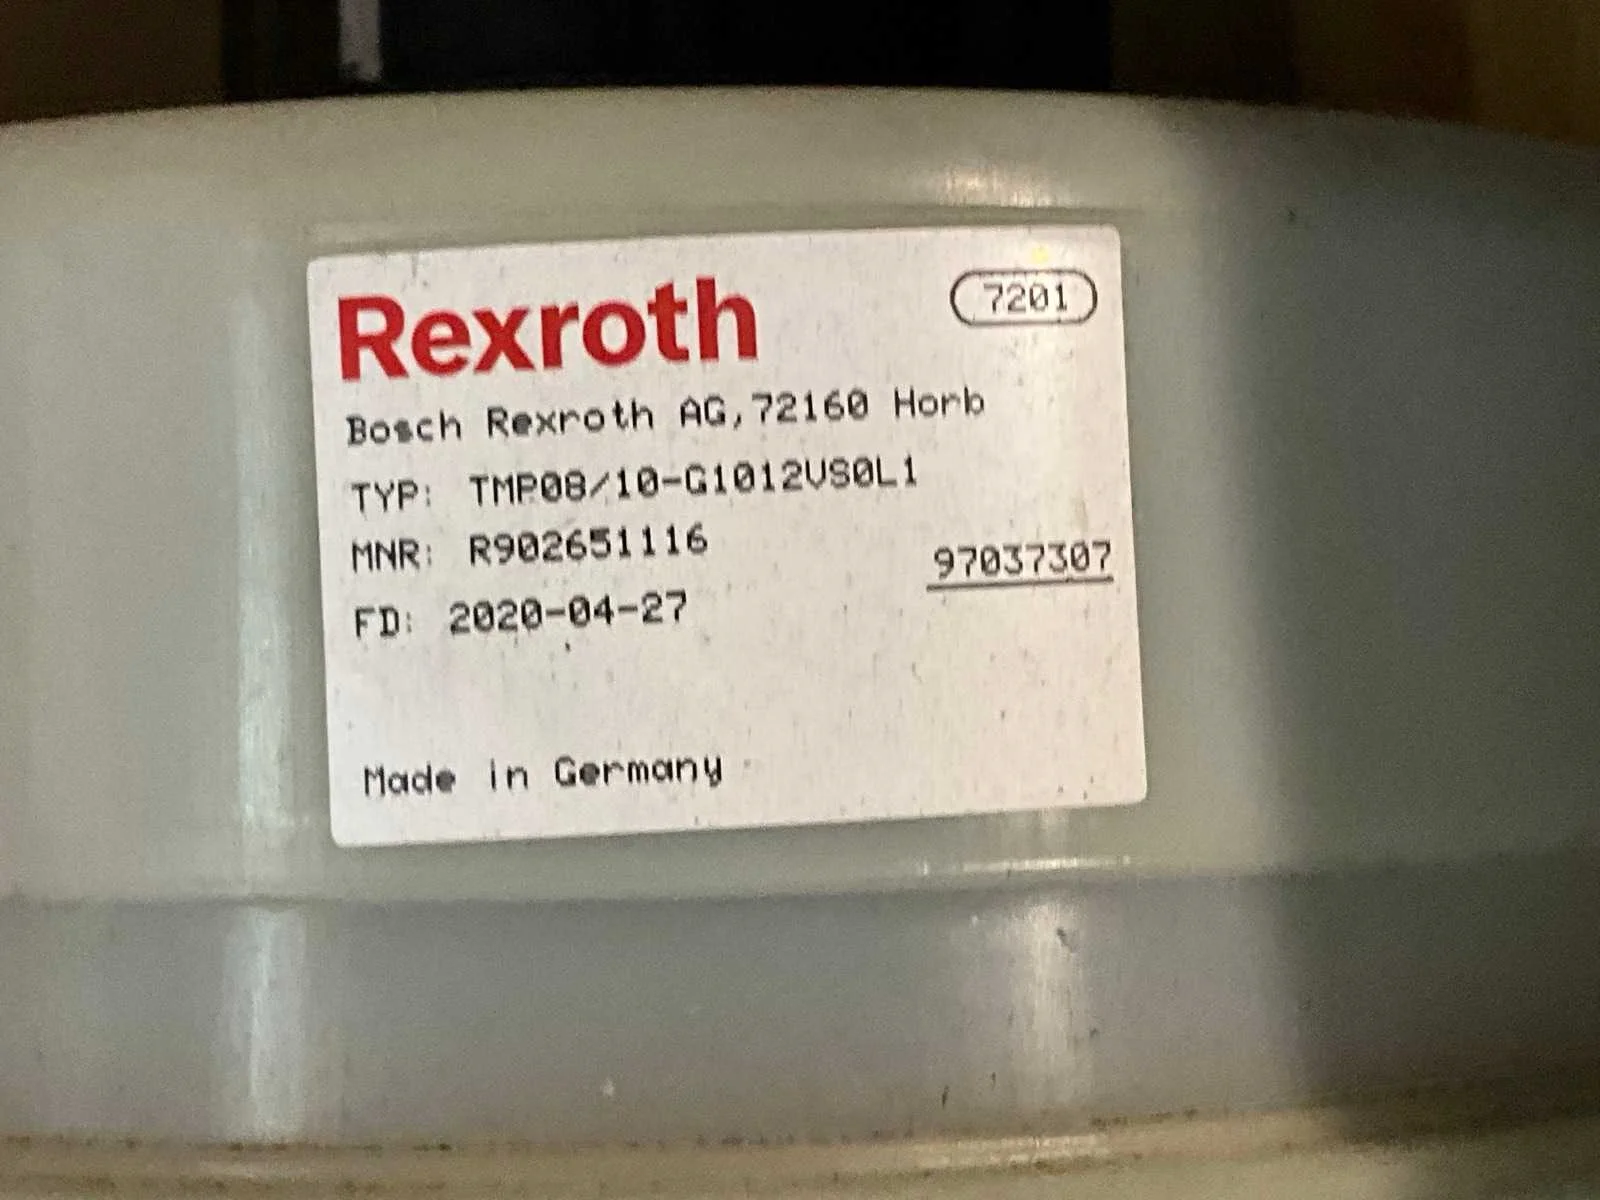 Rexroth
7201
Bosch Rexroth AG,72160 Horb
TYP: TMP08/10-G1012VS0L1
MNR: R902651116
97037307
FD: 2020-04-27
Made in Germany